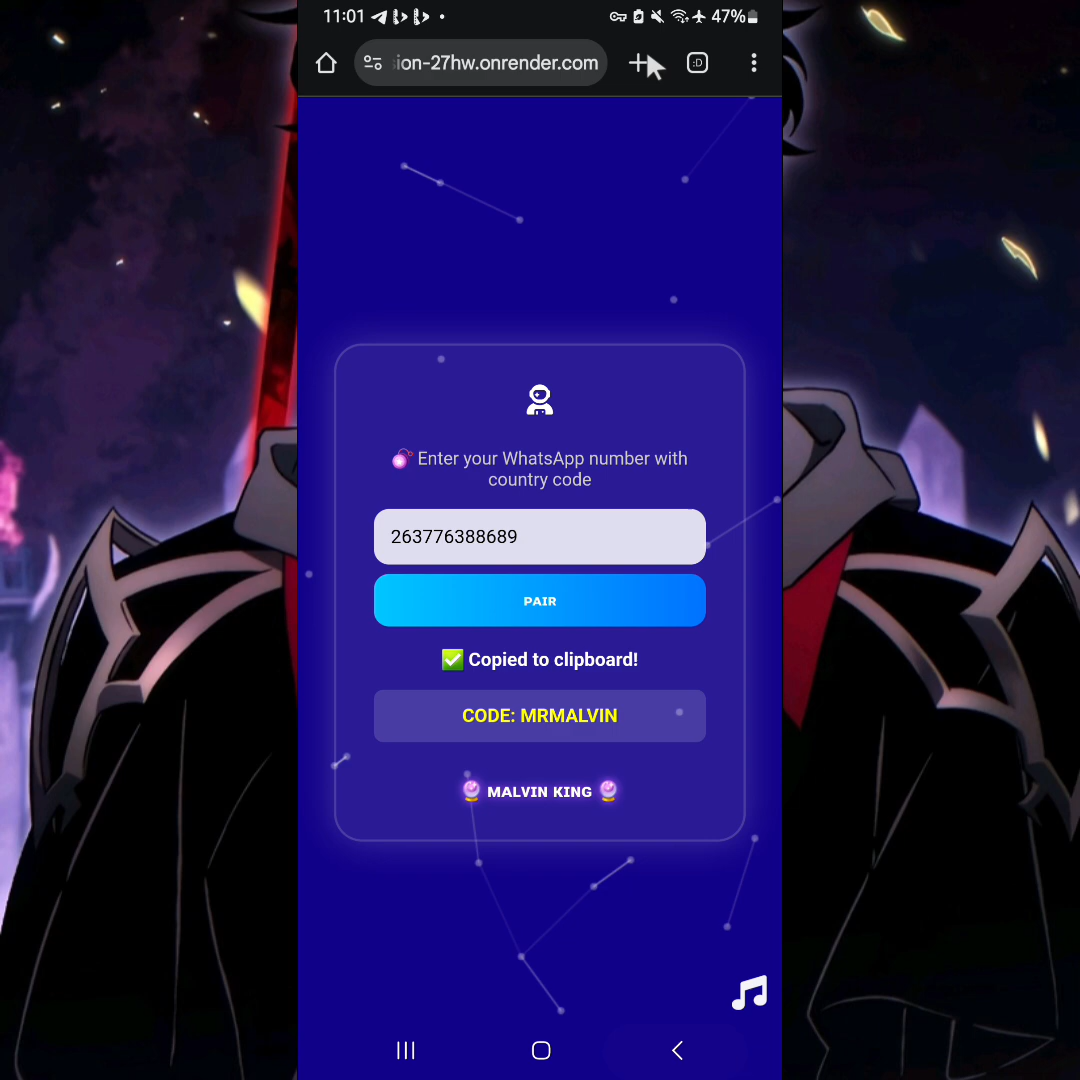 11:01
47%
ion-27hw.onrender.com
:D
Enter your WhatsApp number with
country code
263776388689
PAIR
✅ Copied to clipboard!
CODE: MRMALVIN
🔮 MALVIN KING 🔮